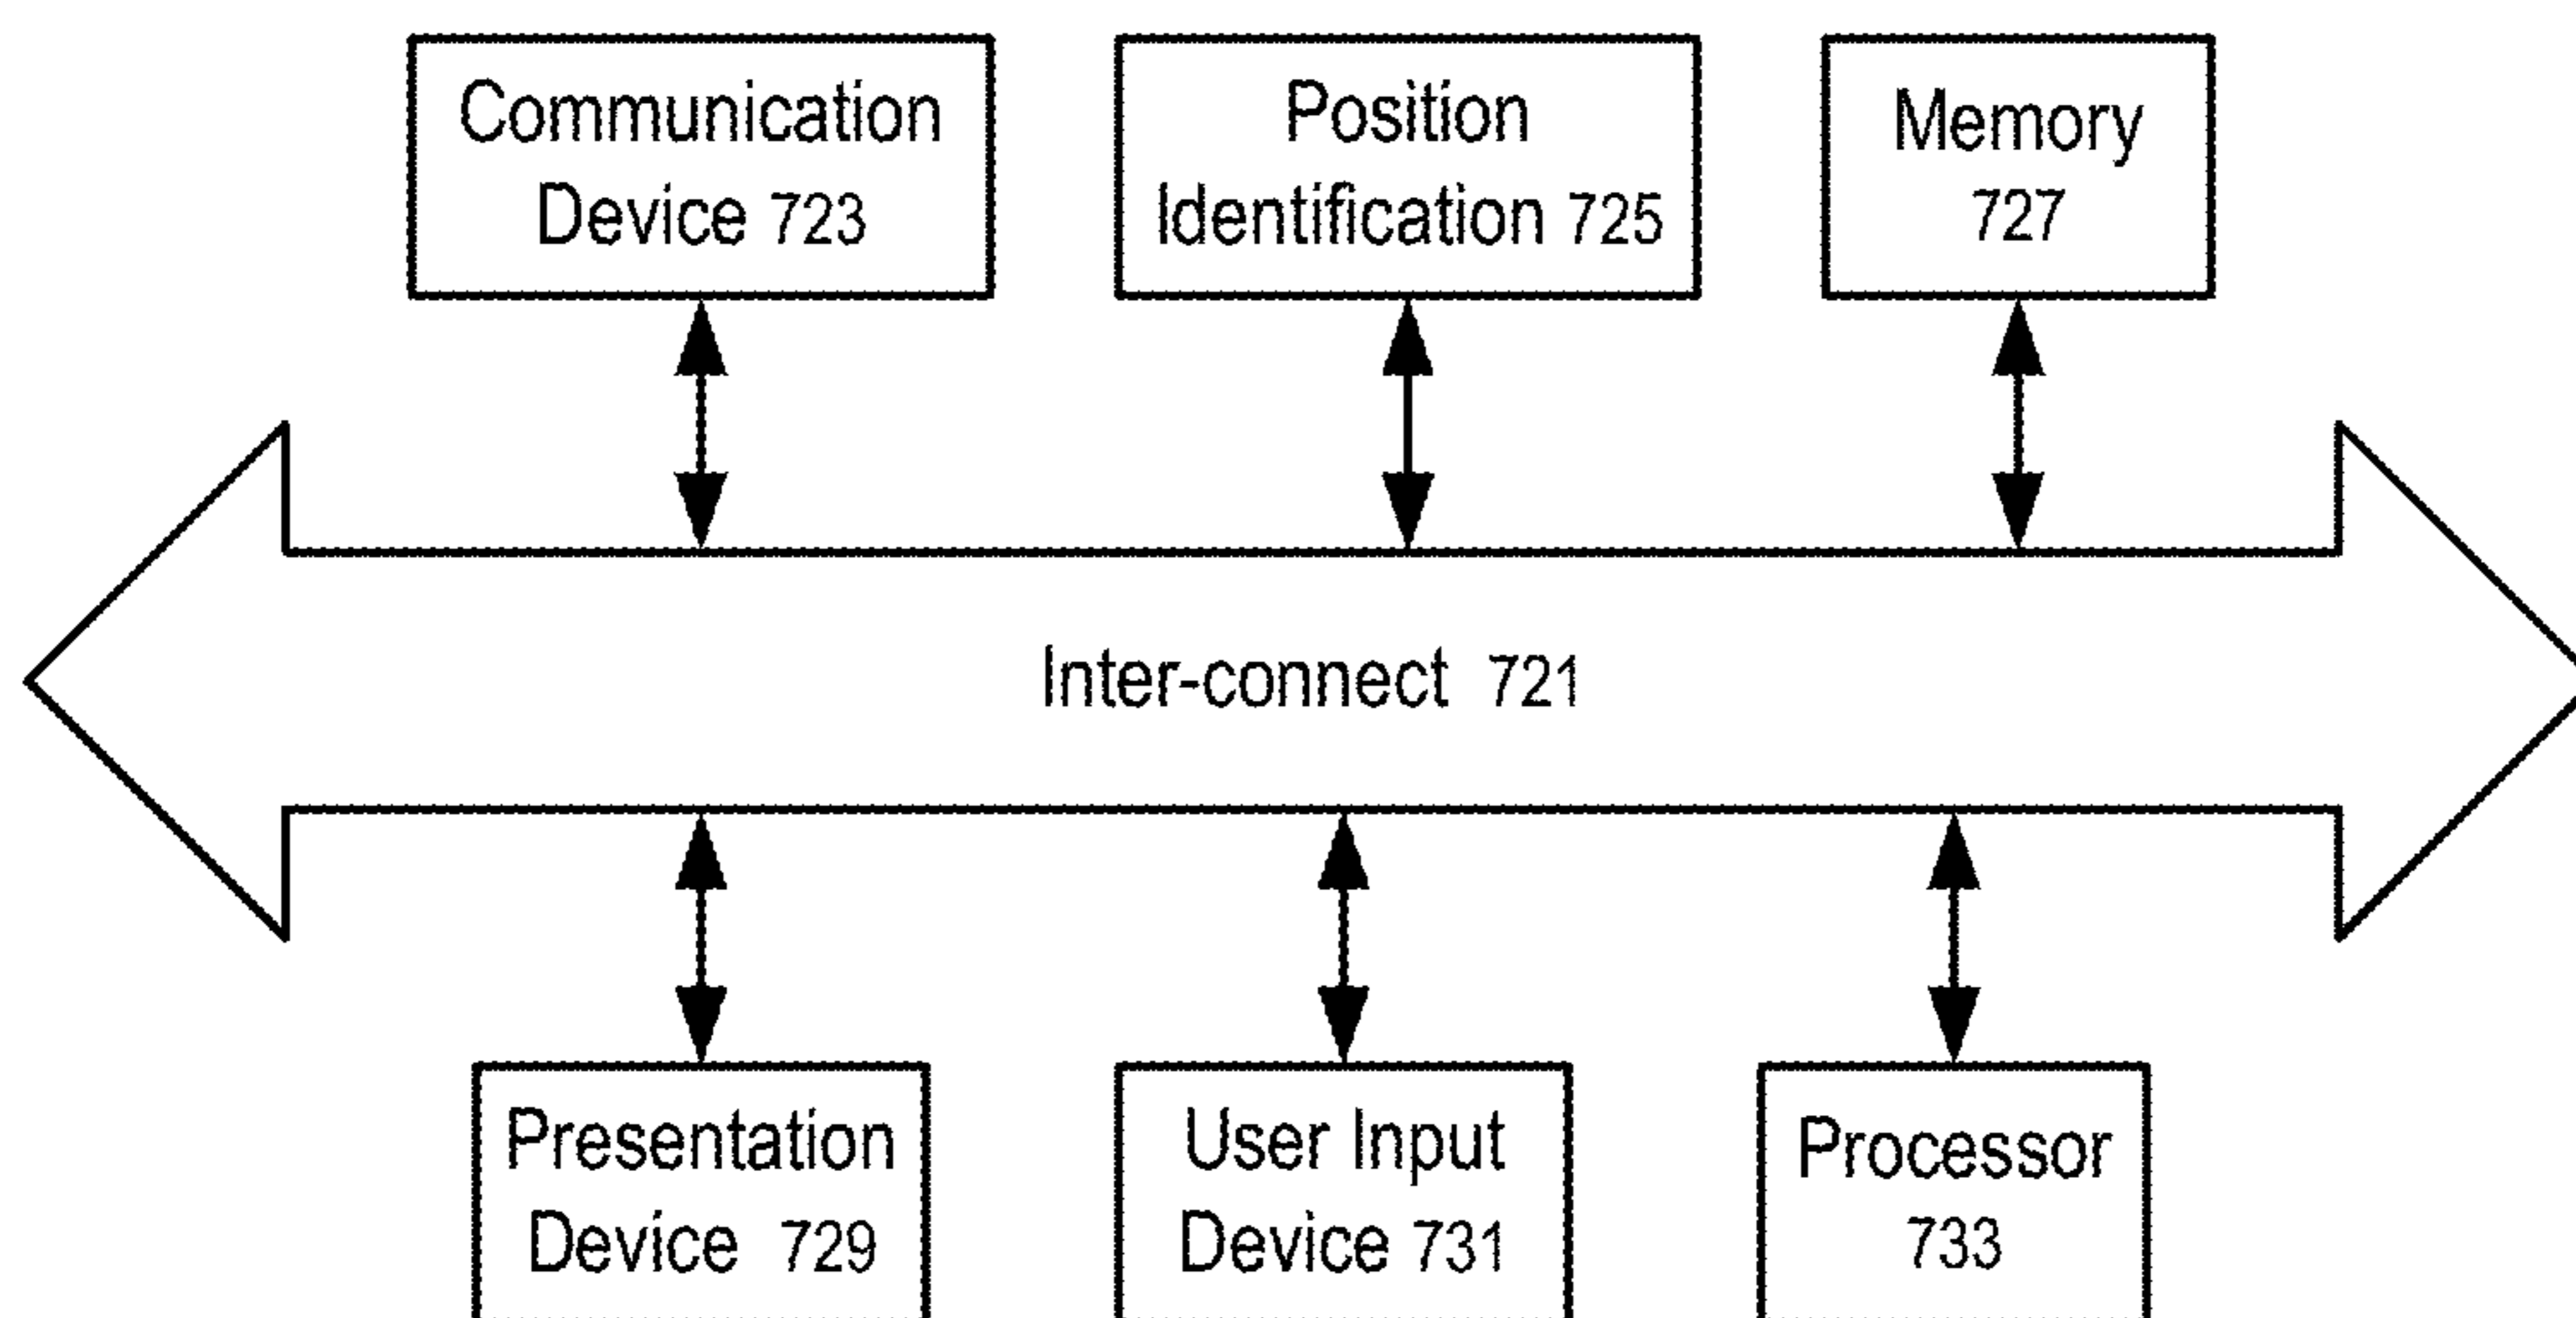 Communication
Device 723
Position
Identification 725
Memory
727
Inter-connect 721
Presentation
Device 729
User Input
Device 731
Processor
733